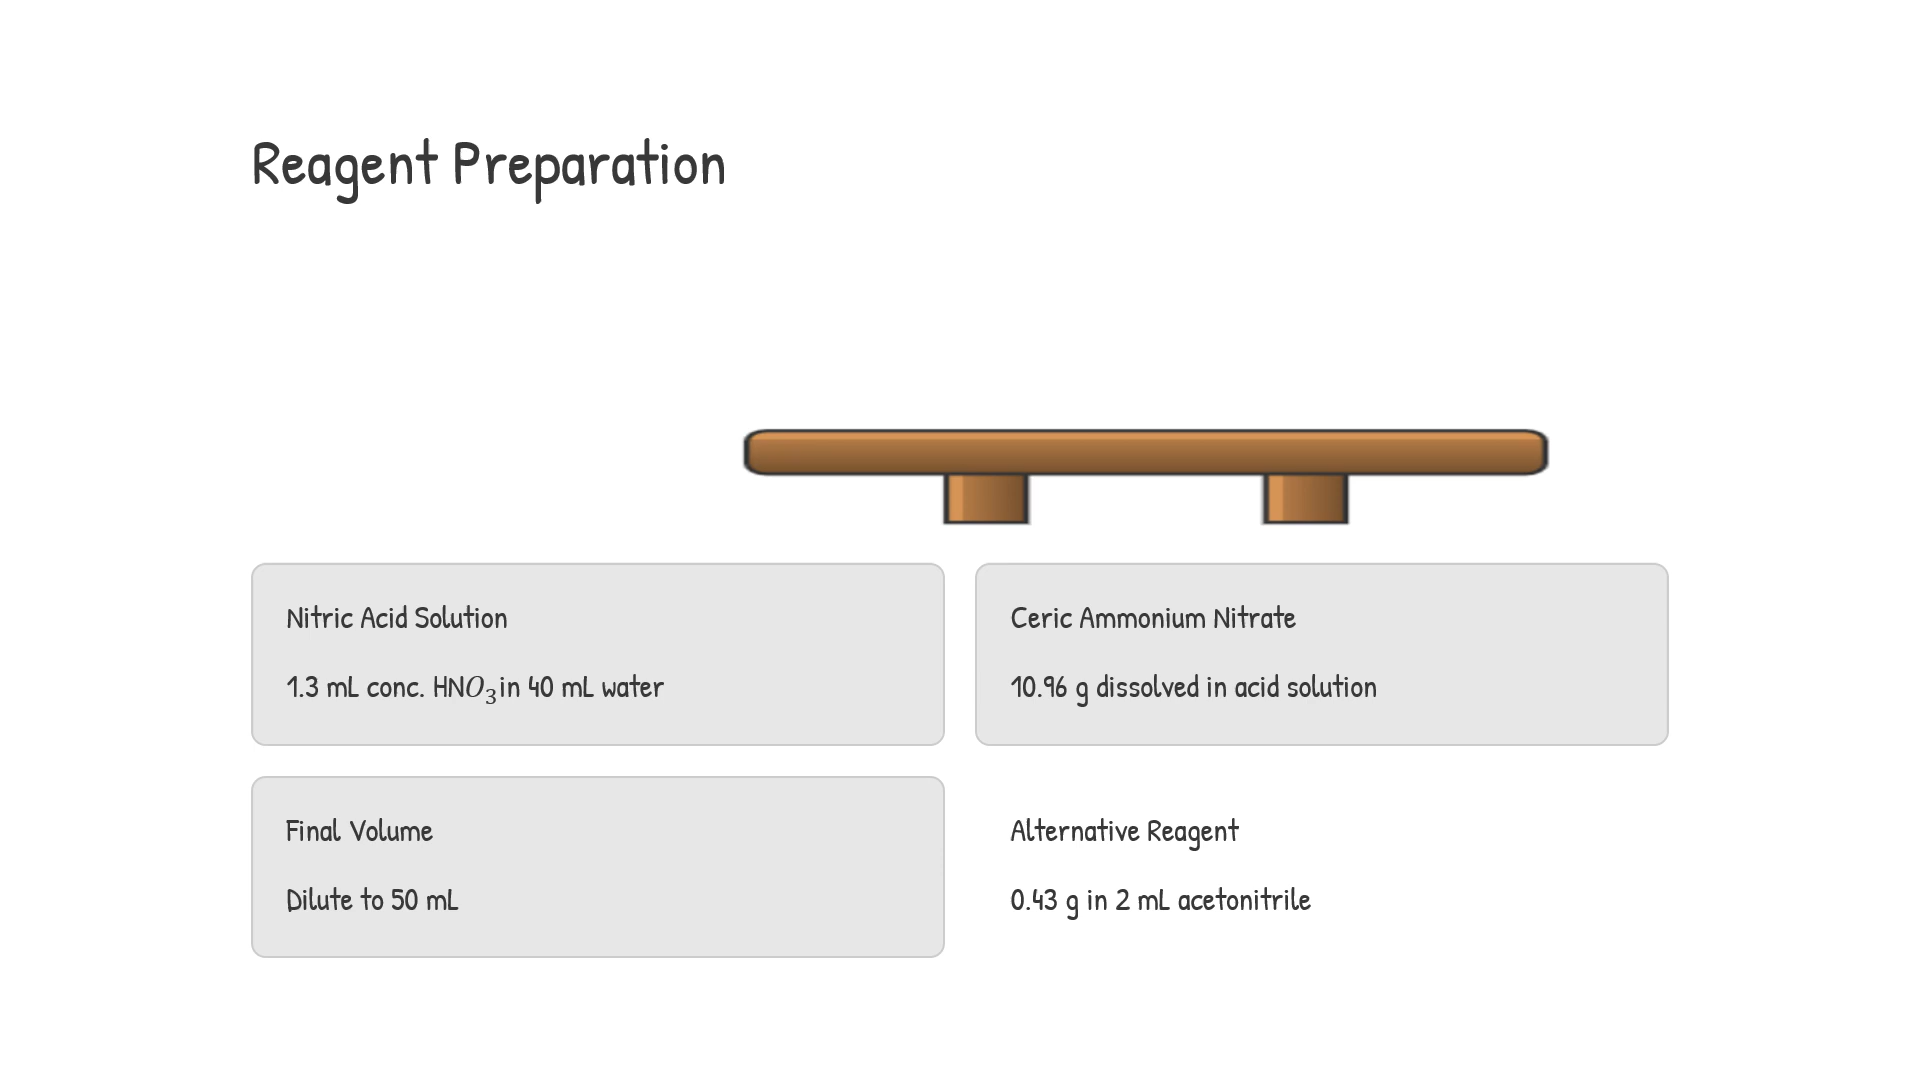 Reagent Preparation
Nitric Acid Solution
1.3 mL conc. HNO₃ in 40 mL water
Ceric Ammonium Nitrate
10.96 g dissolved in acid solution
Final Volume
Dilute to 50 mL
Alternative Reagent
0.43 g in 2 mL acetonitrile